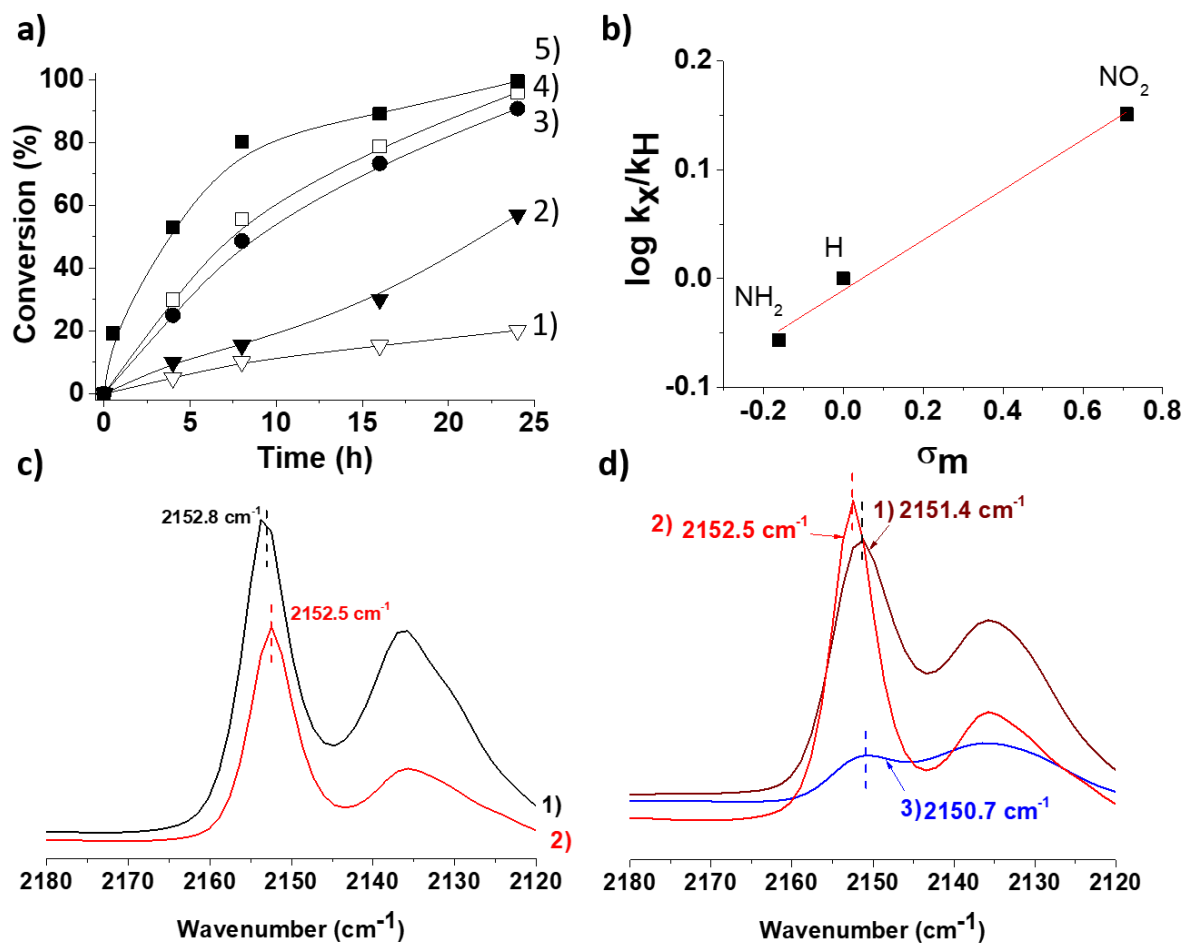 a)
5)
4)
3)
2)
1)
100
80
60
40
20
0
Conversion (%)
0 5 10 15 20 25
Time (h)
b)
0.2
0.1
0.0
-0.1
log kX/kH
NO2
H
NH2
-0.2 0.0 0.2 0.4 0.6 0.8
σm
c)
2152.8 cm-1
2152.5 cm-1
1)
2)
2180 2170 2160 2150 2140 2130 2120
Wavenumber (cm-1)
d)
2) 2152.5 cm-1
1) 2151.4 cm-1
3) 2150.7 cm-1
2180 2170 2160 2150 2140 2130 2120
Wavenumber (cm-1)